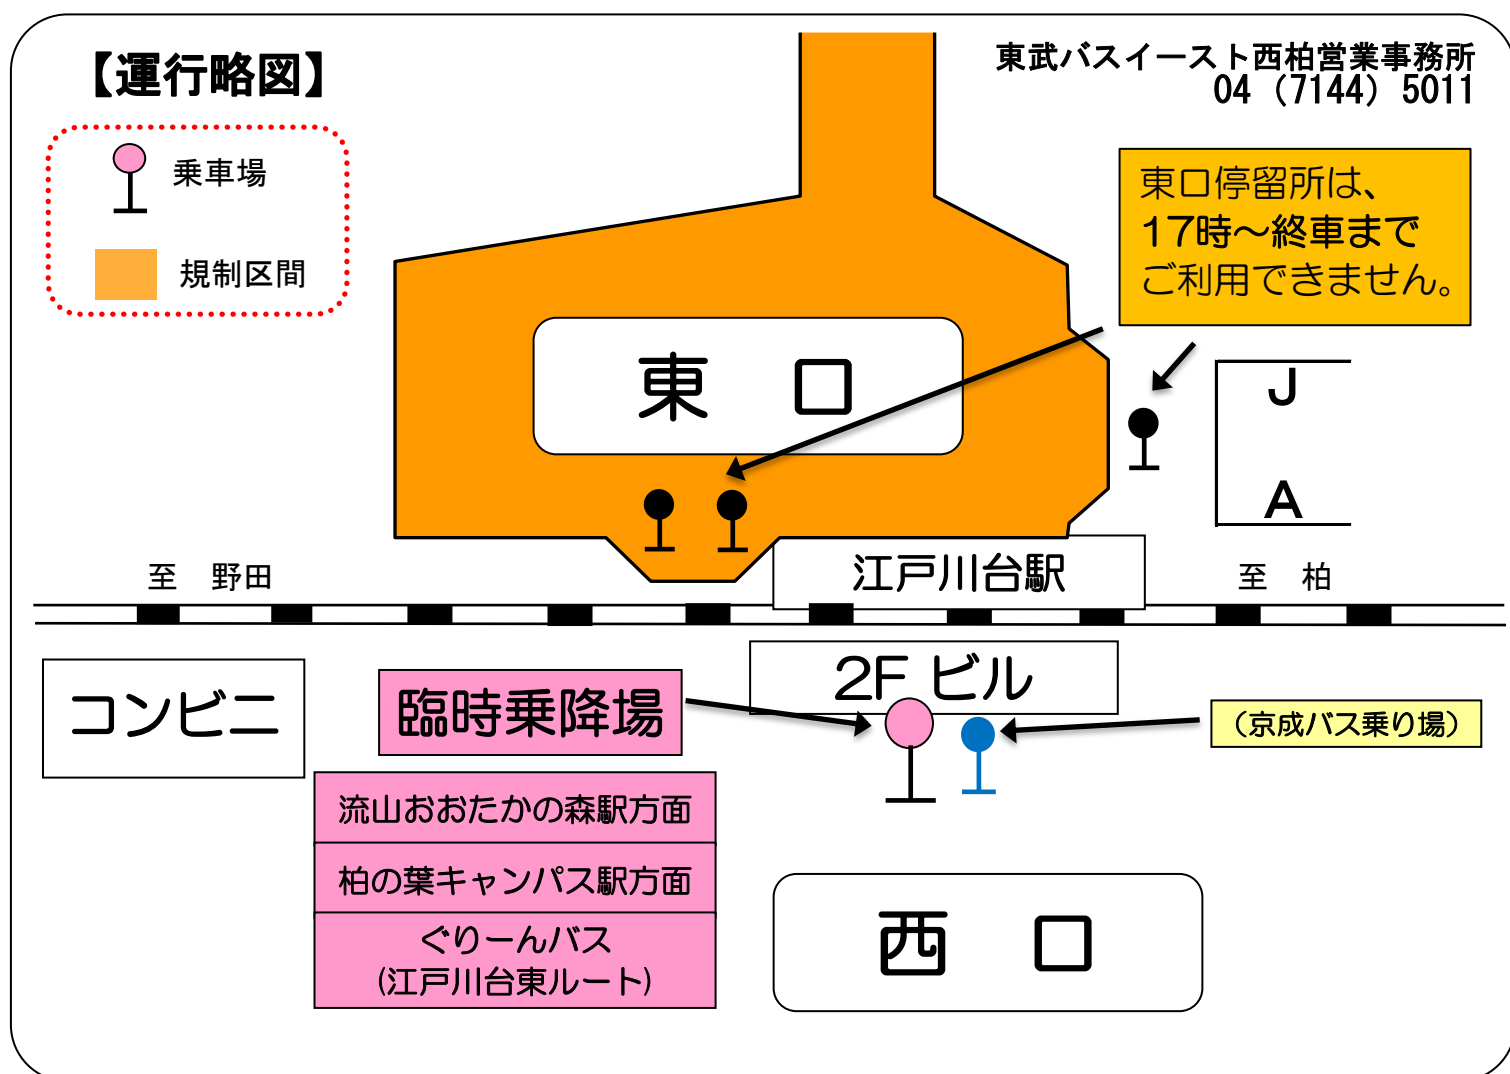 【運行略図】
東武バスイースト西柏営業事務所
04（7144）5011
乗車場
規制区間
東口停留所は、
17時～終車まで
ご利用できません。
東　口
J
A
江戸川台駅
至　野田
至　柏
コンビニ
臨時乗降場
2F ビル
（京成バス乗り場）
流山おおたかの森駅方面
柏の葉キャンパス駅方面
ぐりーんバス
(江戸川台東ルート)
西　口